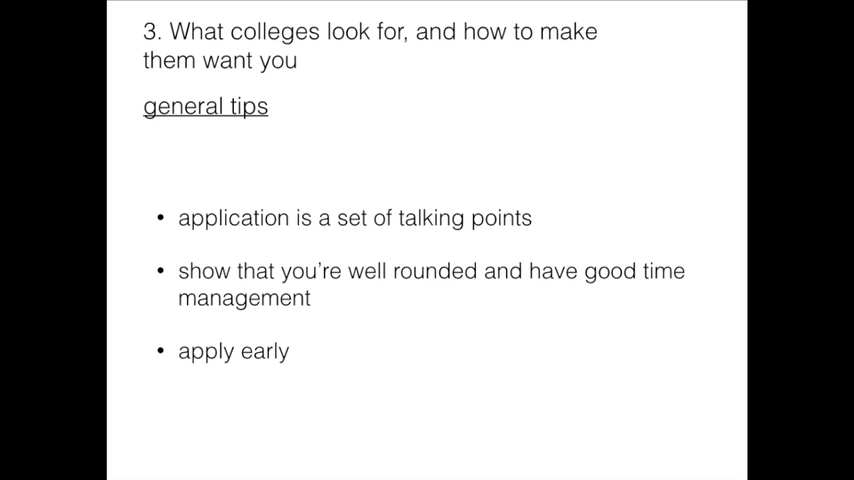 3. What colleges look for, and how to make
them want you
general tips
• application is a set of talking points
• show that you're well rounded and have good time
management
• apply early